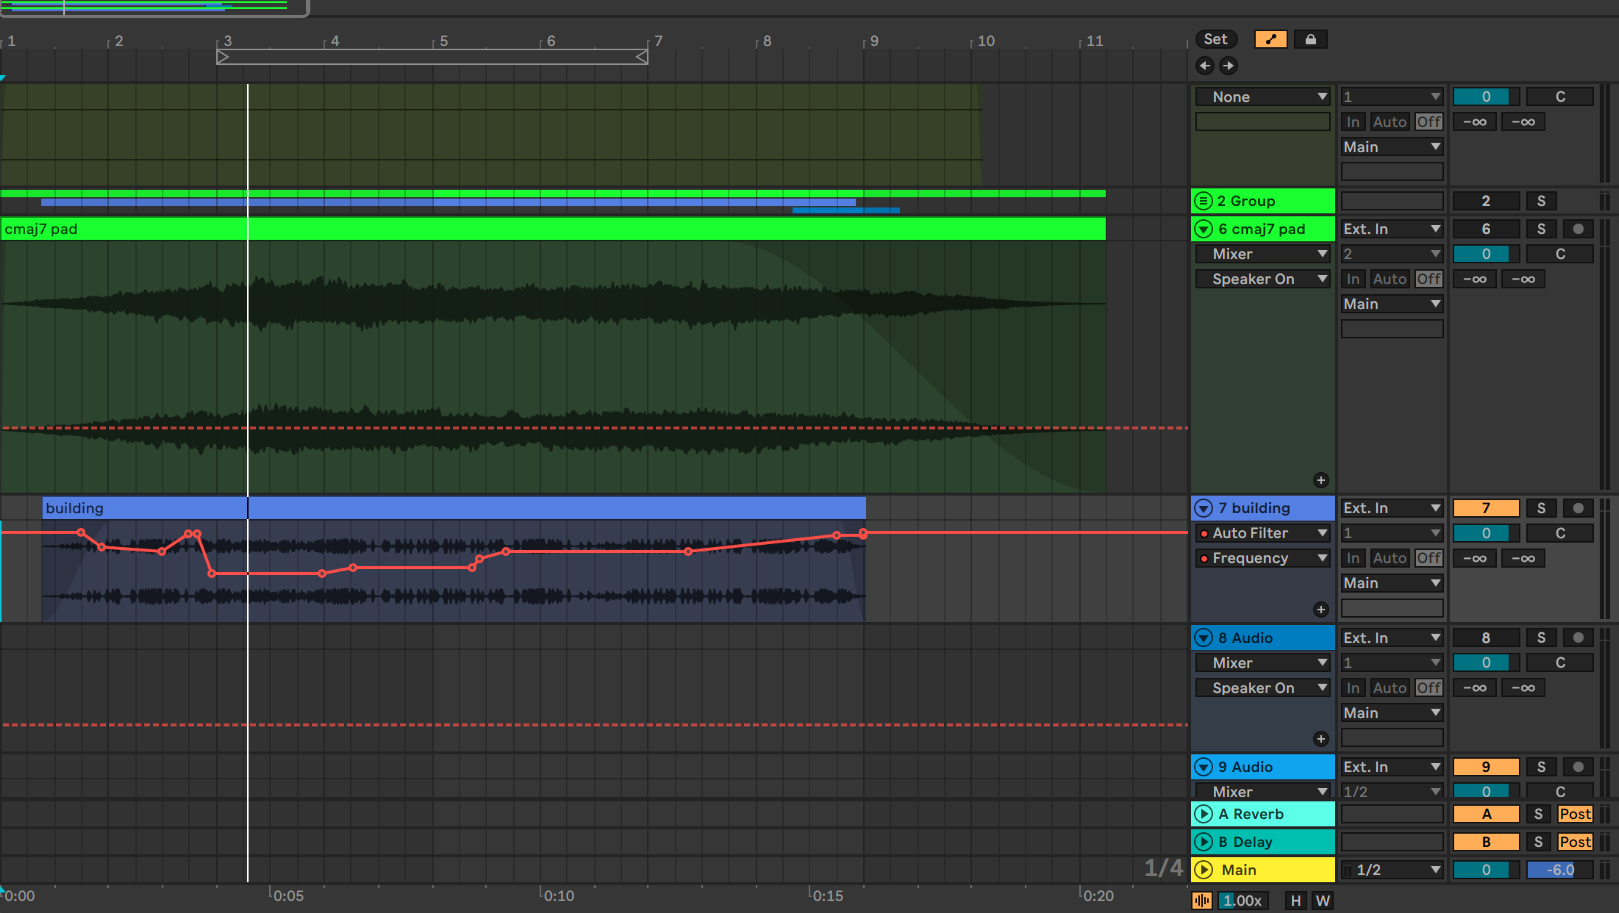 1 2 3 4 5 6 7 8 9 10 11 Set
None 1 0 C
In Auto Off -∞ -∞
Main
2 Group 2 S
cmaj7 pad 6 cmaj7 pad Ext. In 6 S
Mixer 2 0 C
Speaker On In Auto Off -∞ -∞
Main
building 7 building Ext. In 7 S
Auto Filter 1 0 C
Frequency In Auto Off -∞ -∞
Main
8 Audio Ext. In 8 S
Mixer 1 0 C
Speaker On In Auto Off -∞ -∞
Main
9 Audio Ext. In 9 S
Mixer 1/2 0 C
A Reverb A S Post
B Delay B S Post
1/4 Main 1/2 0 -6.0
0:00 0:05 0:10 0:15 0:20 1.00x H W